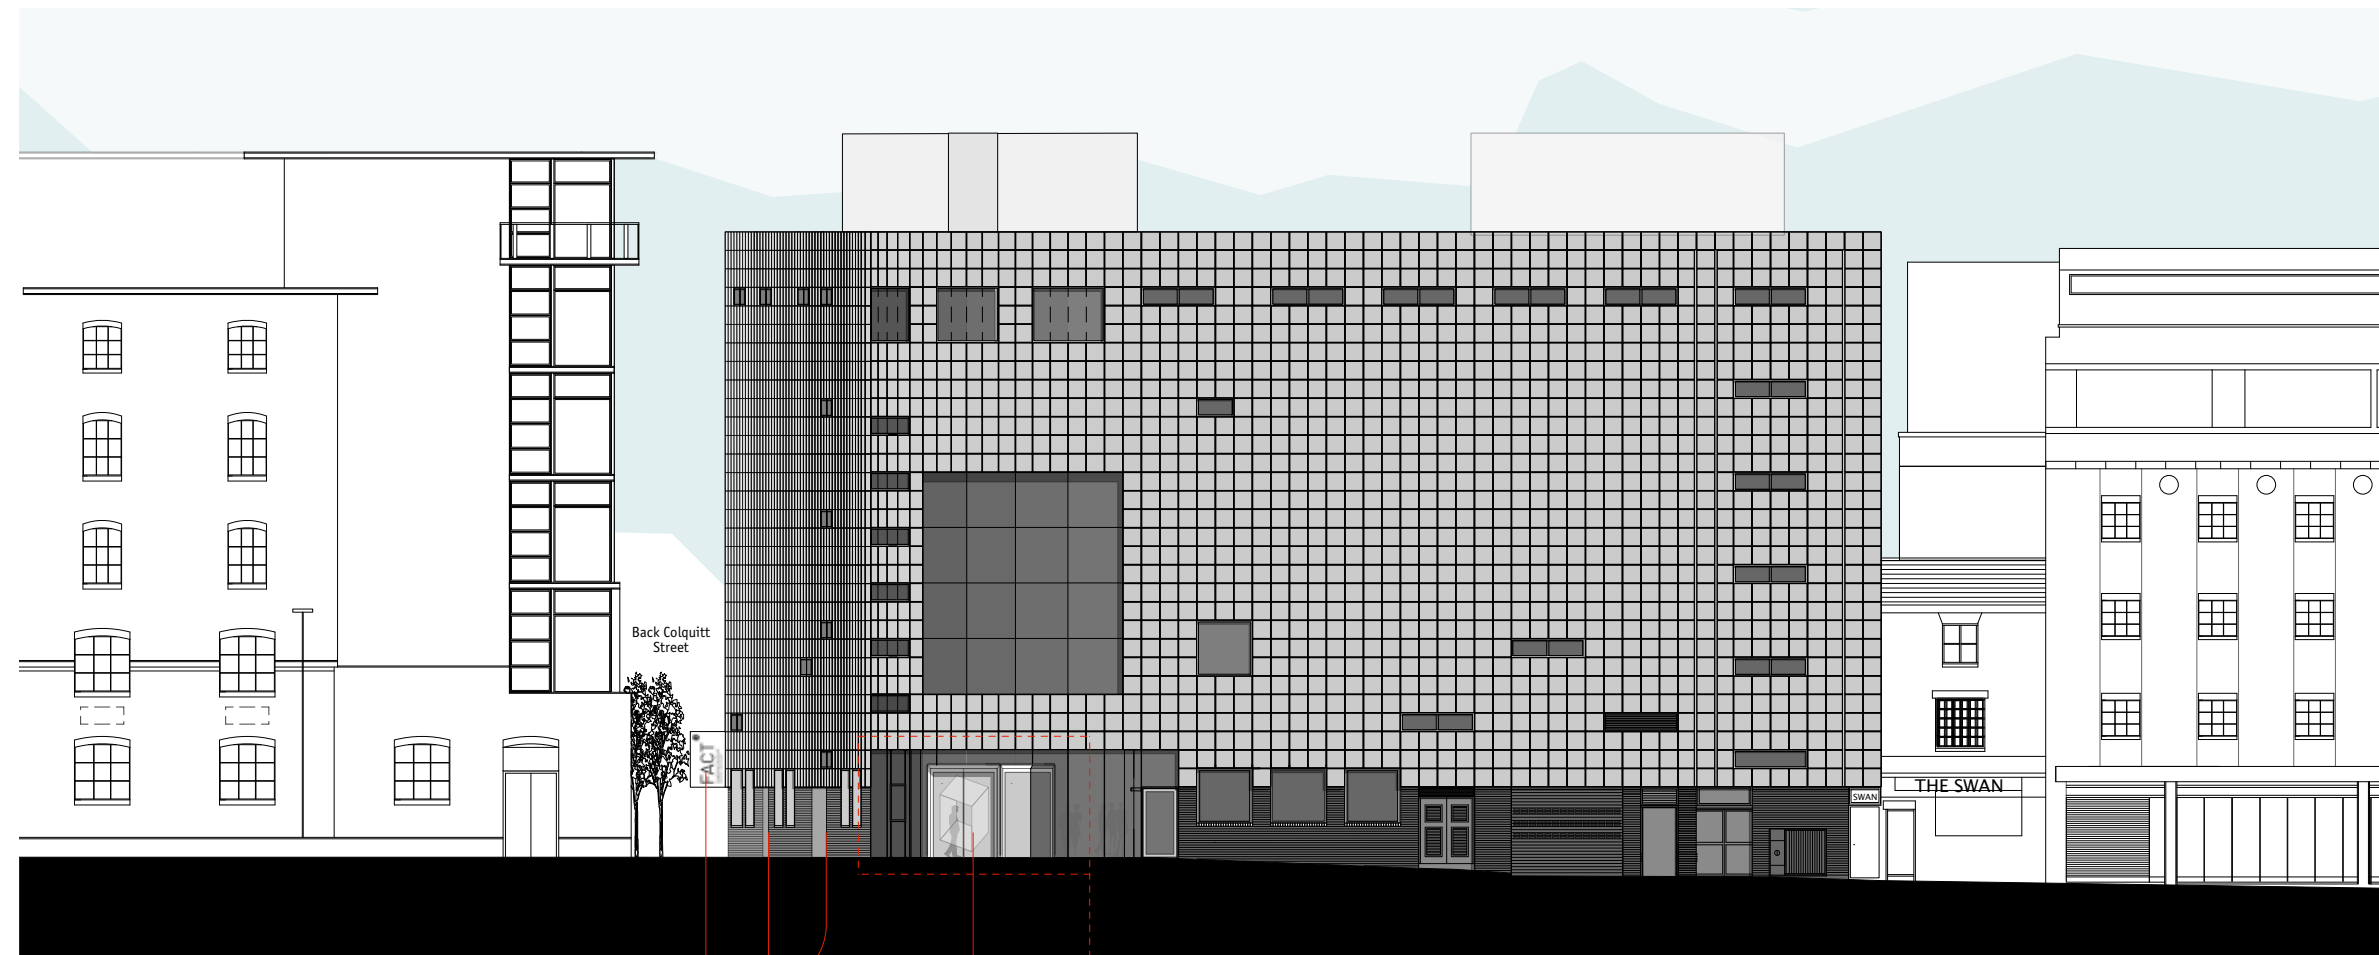 Back Colquitt
Street
FACT
THE SWAN
SWAN